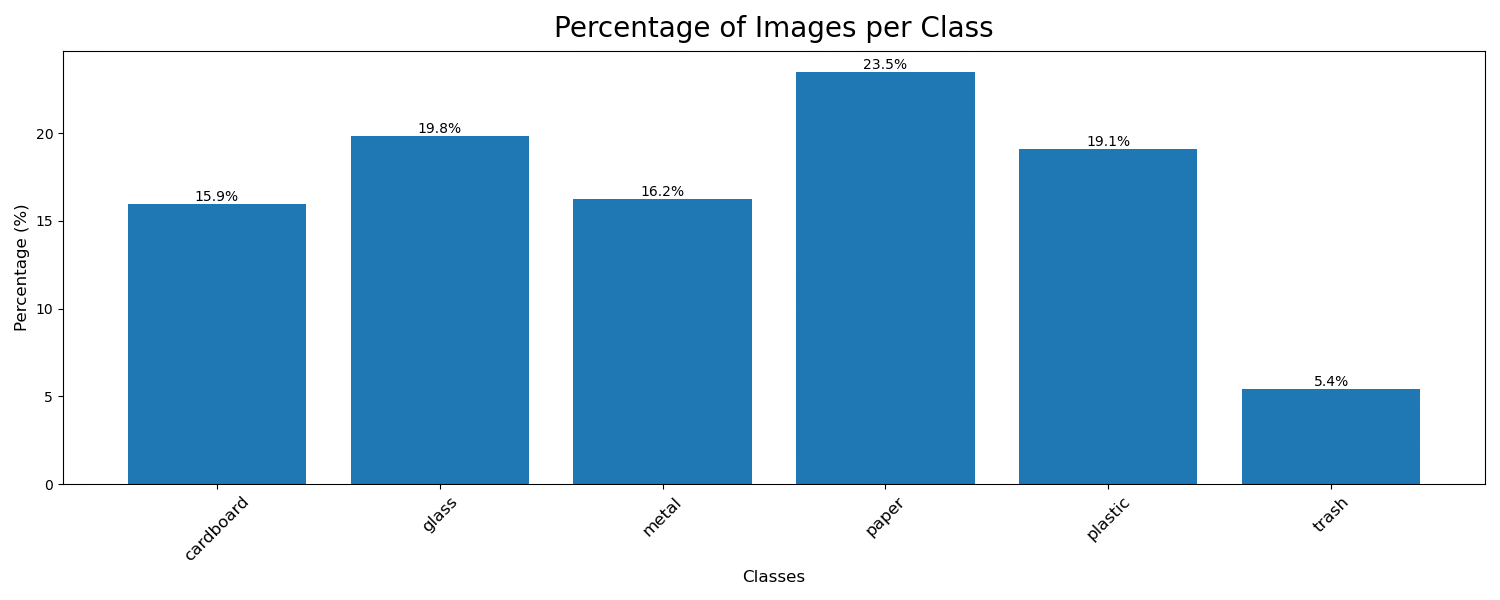 Percentage of Images per Class
Percentage (%)
20
15
10
5
0
15.9%
19.8%
16.2%
23.5%
19.1%
5.4%
cardboard
glass
metal
paper
plastic
trash
Classes